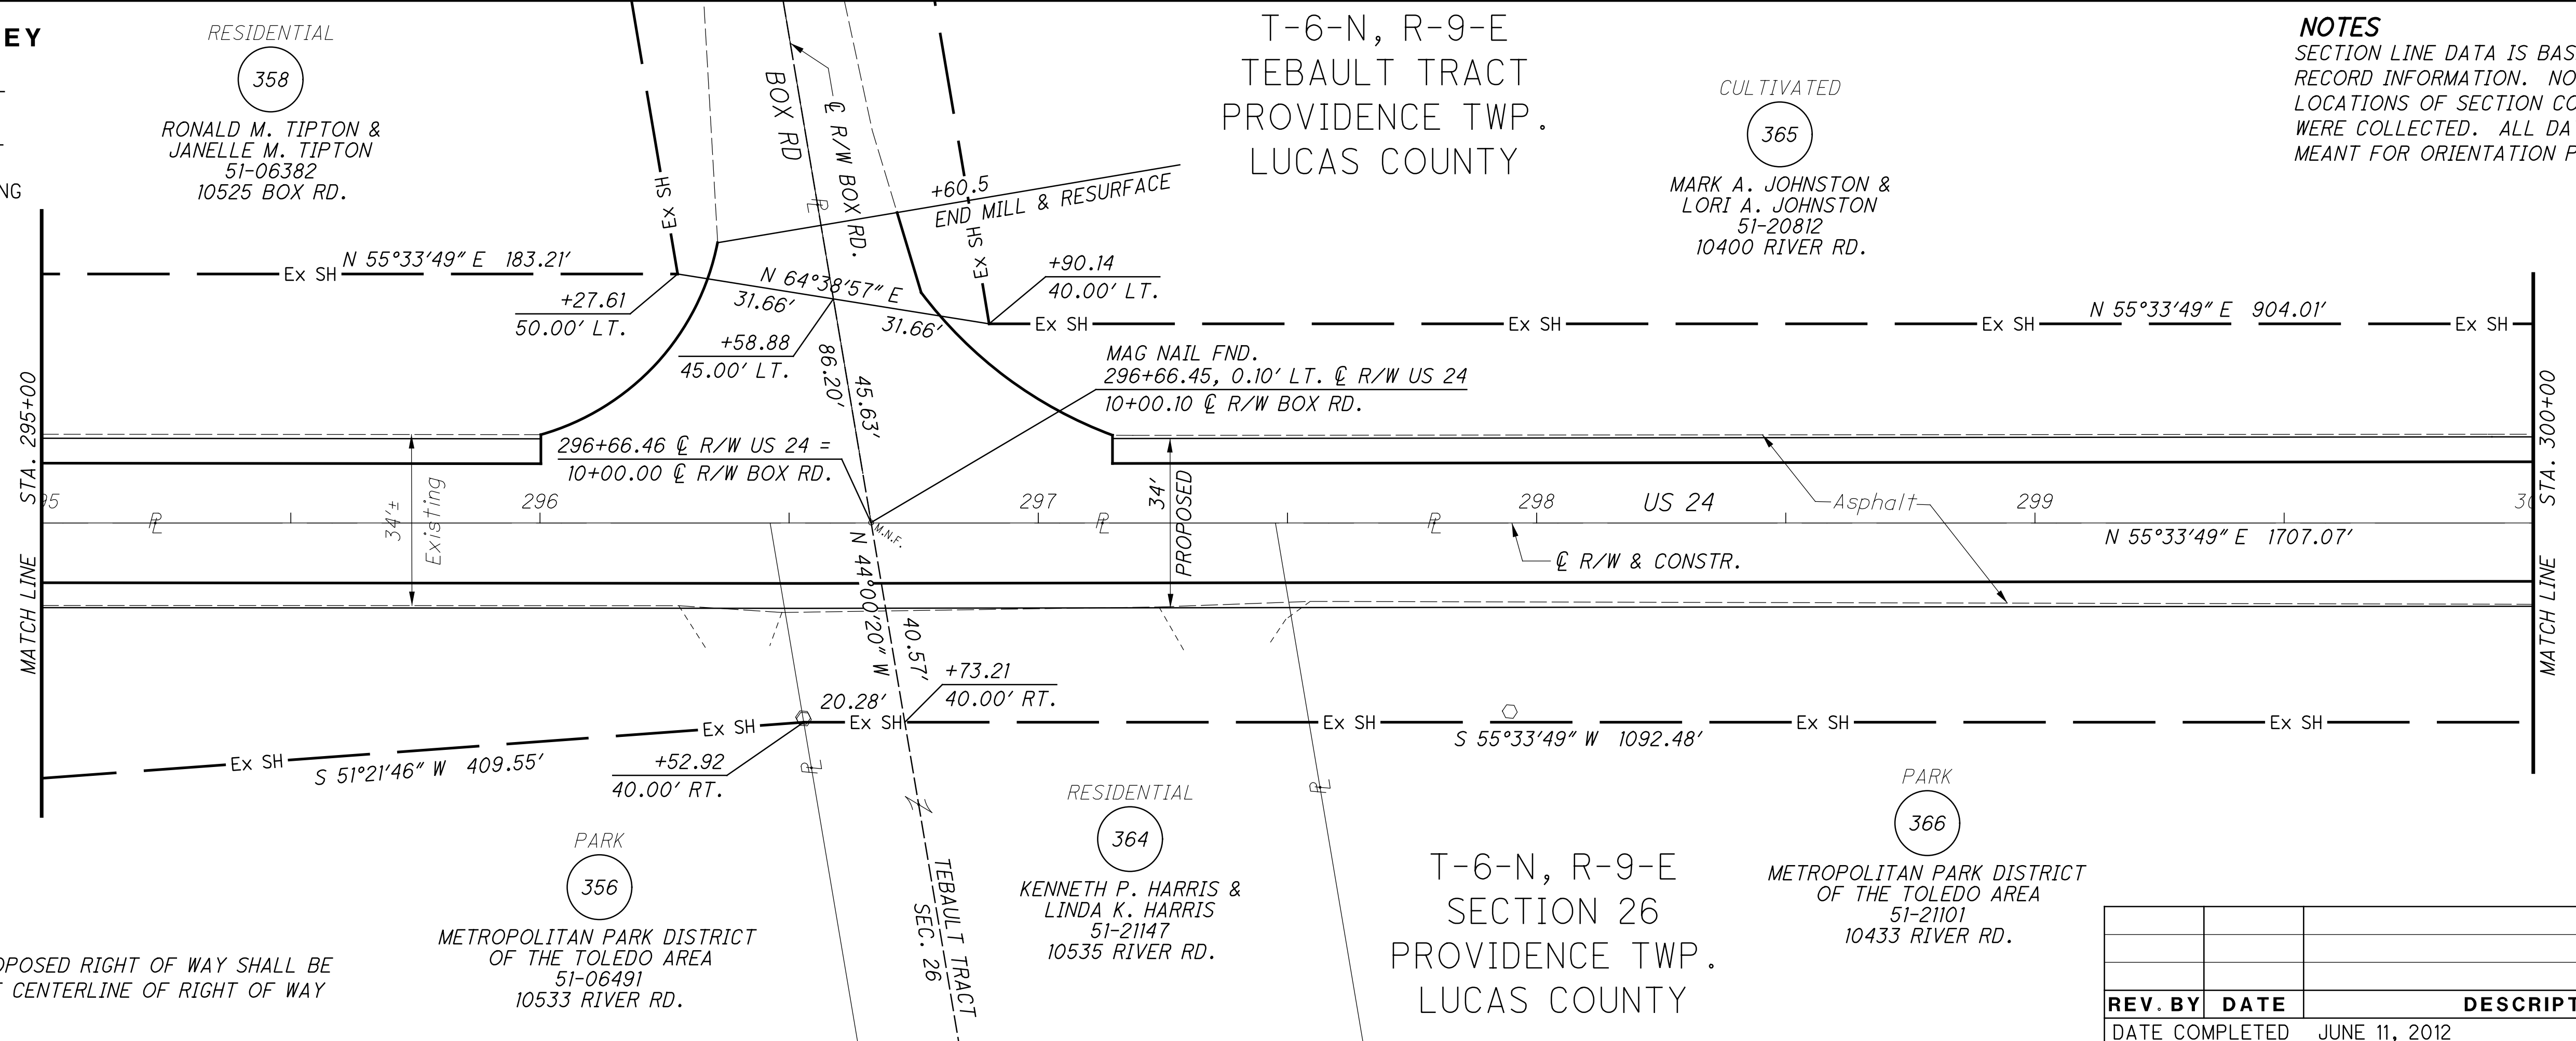 EY
RESIDENTIAL
358
RONALD M. TIPTON &
JANELLE M. TIPTON
51-06382
10525 BOX RD.
NG
BOX RD
℄ R/W BOX RD.
T-6-N, R-9-E
TEBAULT TRACT
PROVIDENCE TWP.
LUCAS COUNTY
CULTIVATED
365
MARK A. JOHNSTON &
LORI A. JOHNSTON
51-20812
10400 RIVER RD.
NOTES
SECTION LINE DATA IS BAS
RECORD INFORMATION. NO
LOCATIONS OF SECTION CO
WERE COLLECTED. ALL DA
MEANT FOR ORIENTATION P
+60.5
END MILL & RESURFACE
PL
Ex SH
Ex SH
Ex SH
N 55°33'49" E 183.21'
+27.61
50.00' LT.
N 64°38'57" E
31.66'
31.66'
+58.88
45.00' LT.
+90.14
40.00' LT.
Ex SH
Ex SH
Ex SH
N 55°33'49" E 904.01'
Ex SH
86.20'
45.63'
MAG NAIL FND.
296+66.45, 0.10' LT. ℄ R/W US 24
10+00.10 ℄ R/W BOX RD.
296+66.46 ℄ R/W US 24 =
10+00.00 ℄ R/W BOX RD.
MATCH LINE STA. 295+00
MATCH LINE STA. 300+00
95
PL
34'±
Existing
296
M.N.F.
297
PL
34'
PROPOSED
PL
298
US 24
Asphalt
299
30
N 55°33'49" E 1707.07'
℄ R/W & CONSTR.
N 44°00'20" W
40.57'
+73.21
40.00' RT.
20.28'
Ex SH
Ex SH
Ex SH
S 51°21'46" W 409.55'
+52.92
40.00' RT.
Ex SH
S 55°33'49" W 1092.48'
Ex SH
Ex SH
PL
PL
PARK
356
METROPOLITAN PARK DISTRICT
OF THE TOLEDO AREA
51-06491
10533 RIVER RD.
TEBAULT TRACT
SEC. 26
RESIDENTIAL
364
KENNETH P. HARRIS &
LINDA K. HARRIS
51-21147
10535 RIVER RD.
T-6-N, R-9-E
SECTION 26
PROVIDENCE TWP.
LUCAS COUNTY
PARK
366
METROPOLITAN PARK DISTRICT
OF THE TOLEDO AREA
51-21101
10433 RIVER RD.
OPOSED RIGHT OF WAY SHALL BE
CENTERLINE OF RIGHT OF WAY
REV. BY DATE DESCRIPT
DATE COMPLETED JUNE 11, 2012